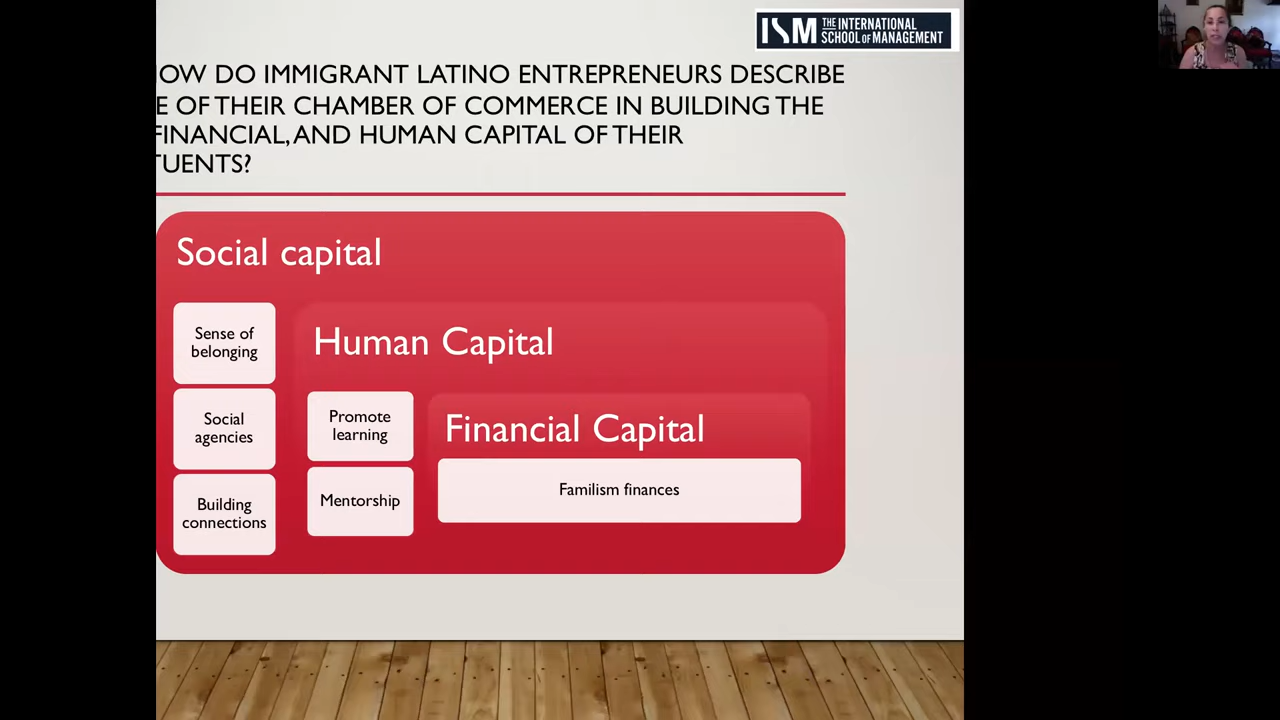 ISM THE INTERNATIONAL
SCHOOL OF MANAGEMENT
OW DO IMMIGRANT LATINO ENTREPRENEURS DESCRIBE
E OF THEIR CHAMBER OF COMMERCE IN BUILDING THE
FINANCIAL, AND HUMAN CAPITAL OF THEIR
TUENTS?
Social capital
Sense of
belonging
Social
agencies
Building
connections
Human Capital
Promote
learning
Mentorship
Financial Capital
Familism finances